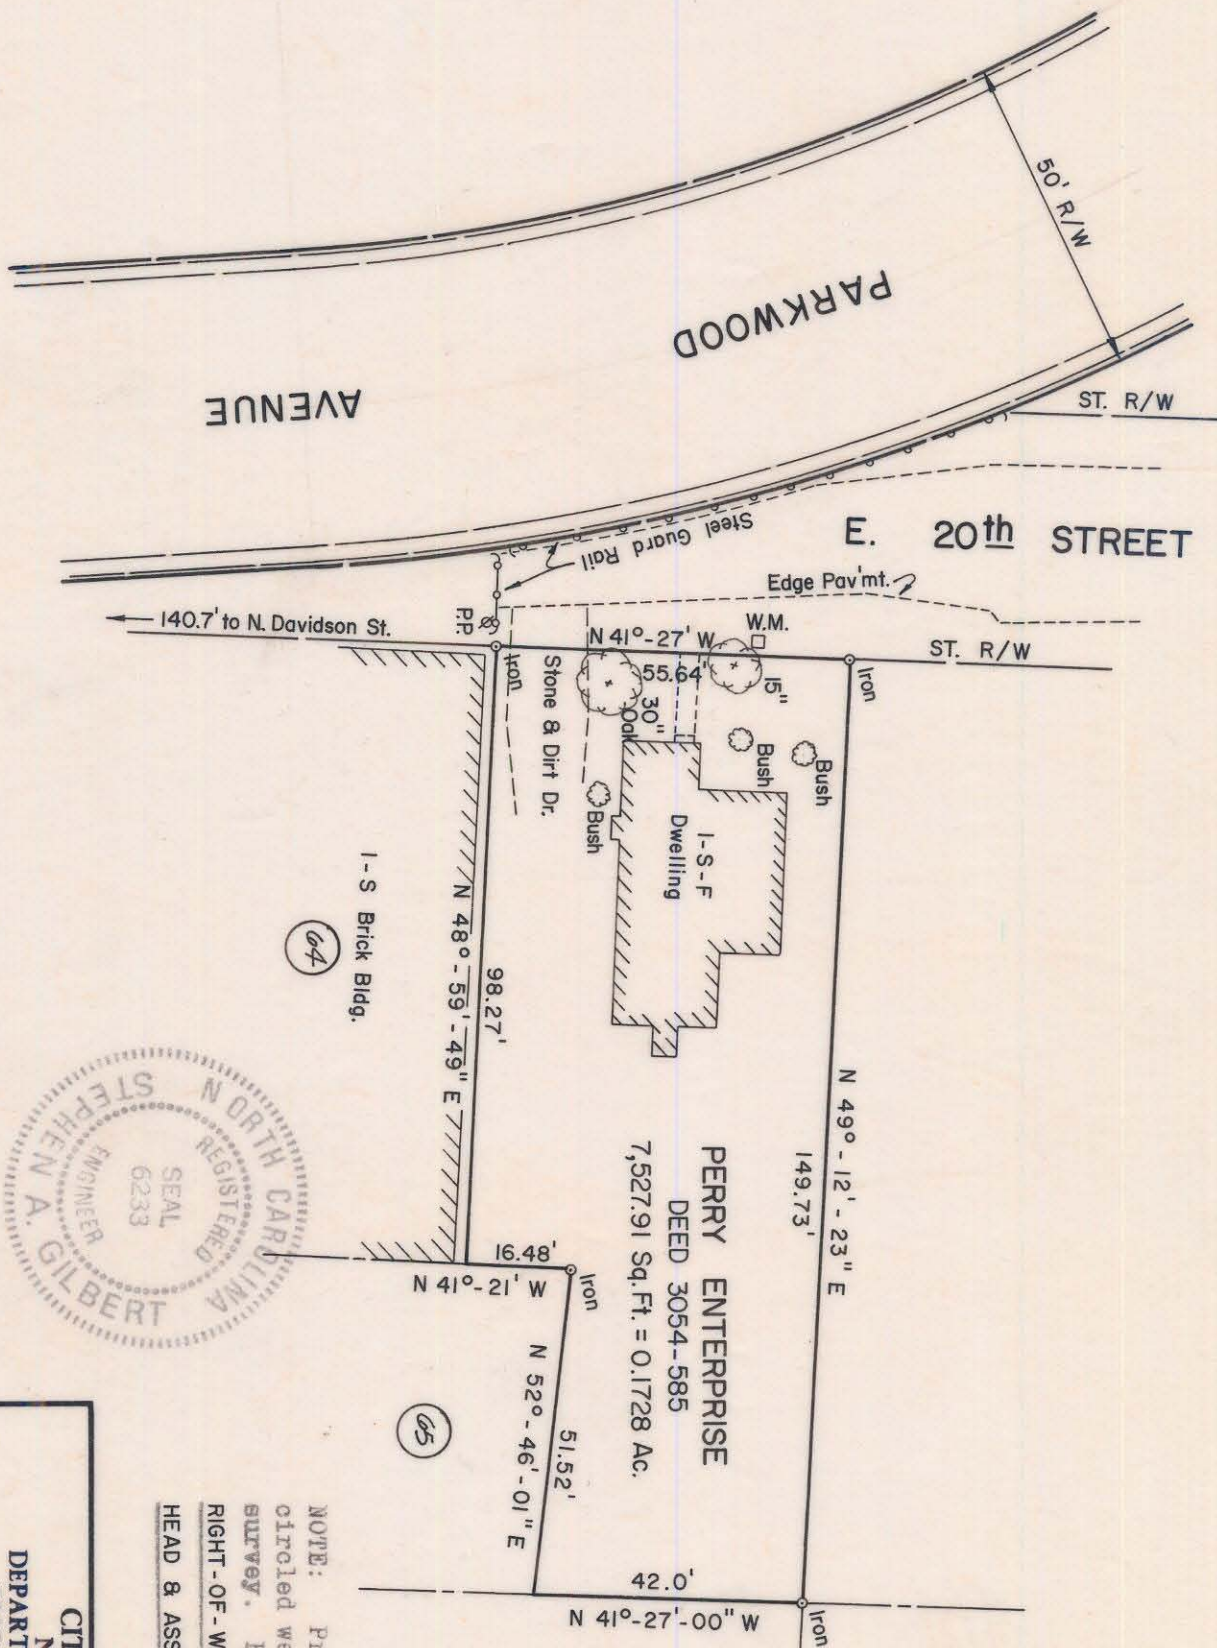 50' R/W
PARKWOOD
AVENUE
ST. R/W
E. 20th STREET
Steel Guard Rail
Edge Pav'mt.
140.7' to N. Davidson St.
P.P.
W.M.
N 41°-27' W
55.64'
ST. R/W
Iron
Iron
Stone & Dirt Dr.
30"
Oak
15"
Bush
Bush
Bush
1-S-F
Dwelling
1-S Brick Bldg.
64
N 48°-59'-49" E
98.27'
N 49°-12'-23" E
149.73'
PERRY ENTERPRISE
DEED 3054-585
7,527.91 Sq.Ft. = 0.1728 Ac.
16.48'
N 41°-21' W
Iron
N 52°-46'-01" E
51.52'
65
42.0'
N 41°-27'-00" W
Iron
NORTH CAROLINA
REGISTERED
SEAL
6233
ENGINEER
STEPHEN A. GILBERT
NOTE:
circled
survey.
RIGHT-OF-W
HEAD & ASS
CIT
DEPART